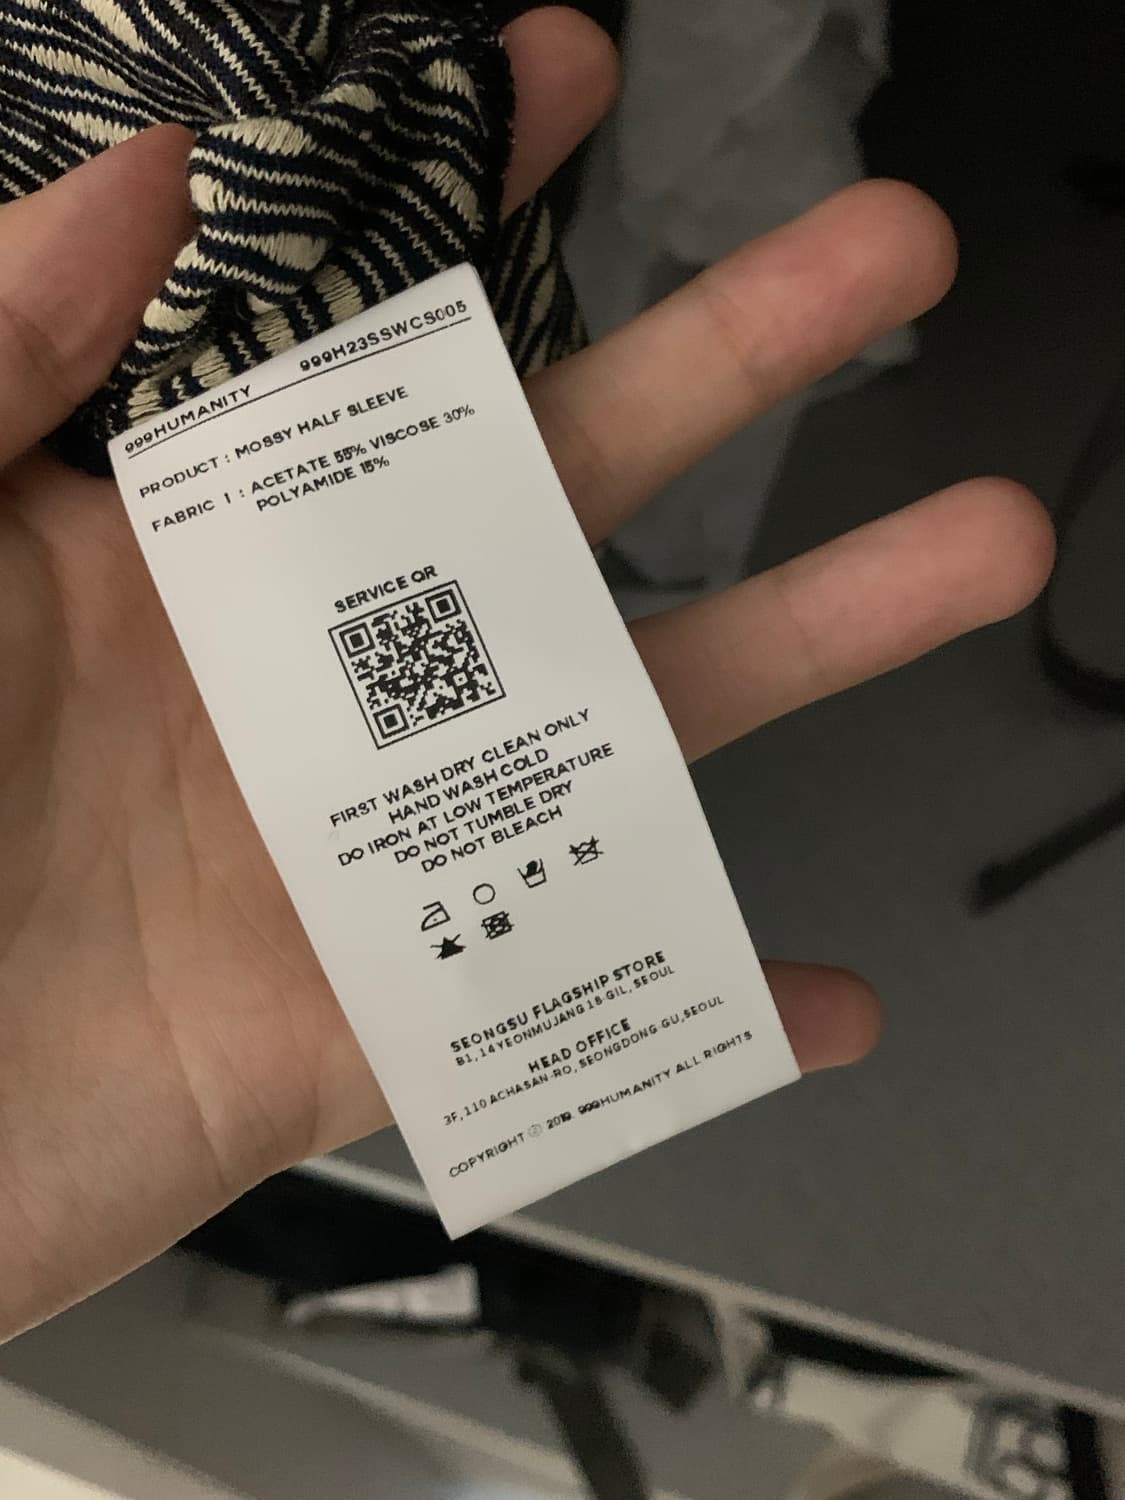 999HUMANITY 999H23SSWCS005
PRODUCT : MOSSY HALF SLEEVE
FABRIC 1 : ACETATE 55% VISCOSE 30%
POLYAMIDE 15%
SERVICE QR
FIRST WASH DRY CLEAN ONLY
HAND WASH COLD
DO IRON AT LOW TEMPERATURE
DO NOT TUMBLE DRY
DO NOT BLEACH
SEONGSU FLAGSHIP STORE
B1, 14 YEONMUJANG 18-GIL, SEOUL
HEAD OFFICE
3F, 110 ACHASAN-RO, SEONGDONG-GU, SEOUL
COPYRIGHT ⓒ 2019. 999HUMANITY ALL RIGHTS